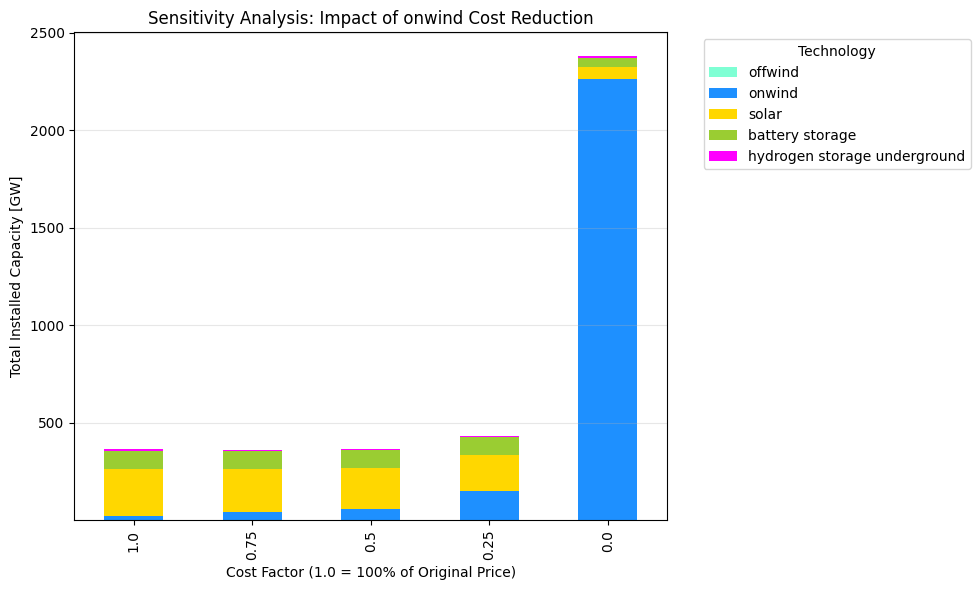 Sensitivity Analysis: Impact of onwind Cost Reduction
Total Installed Capacity [GW]
2500
2000
1500
1000
500
1.0
0.75
0.5
0.25
0.0
Cost Factor (1.0 = 100% of Original Price)
Technology
offwind
onwind
solar
battery storage
hydrogen storage underground